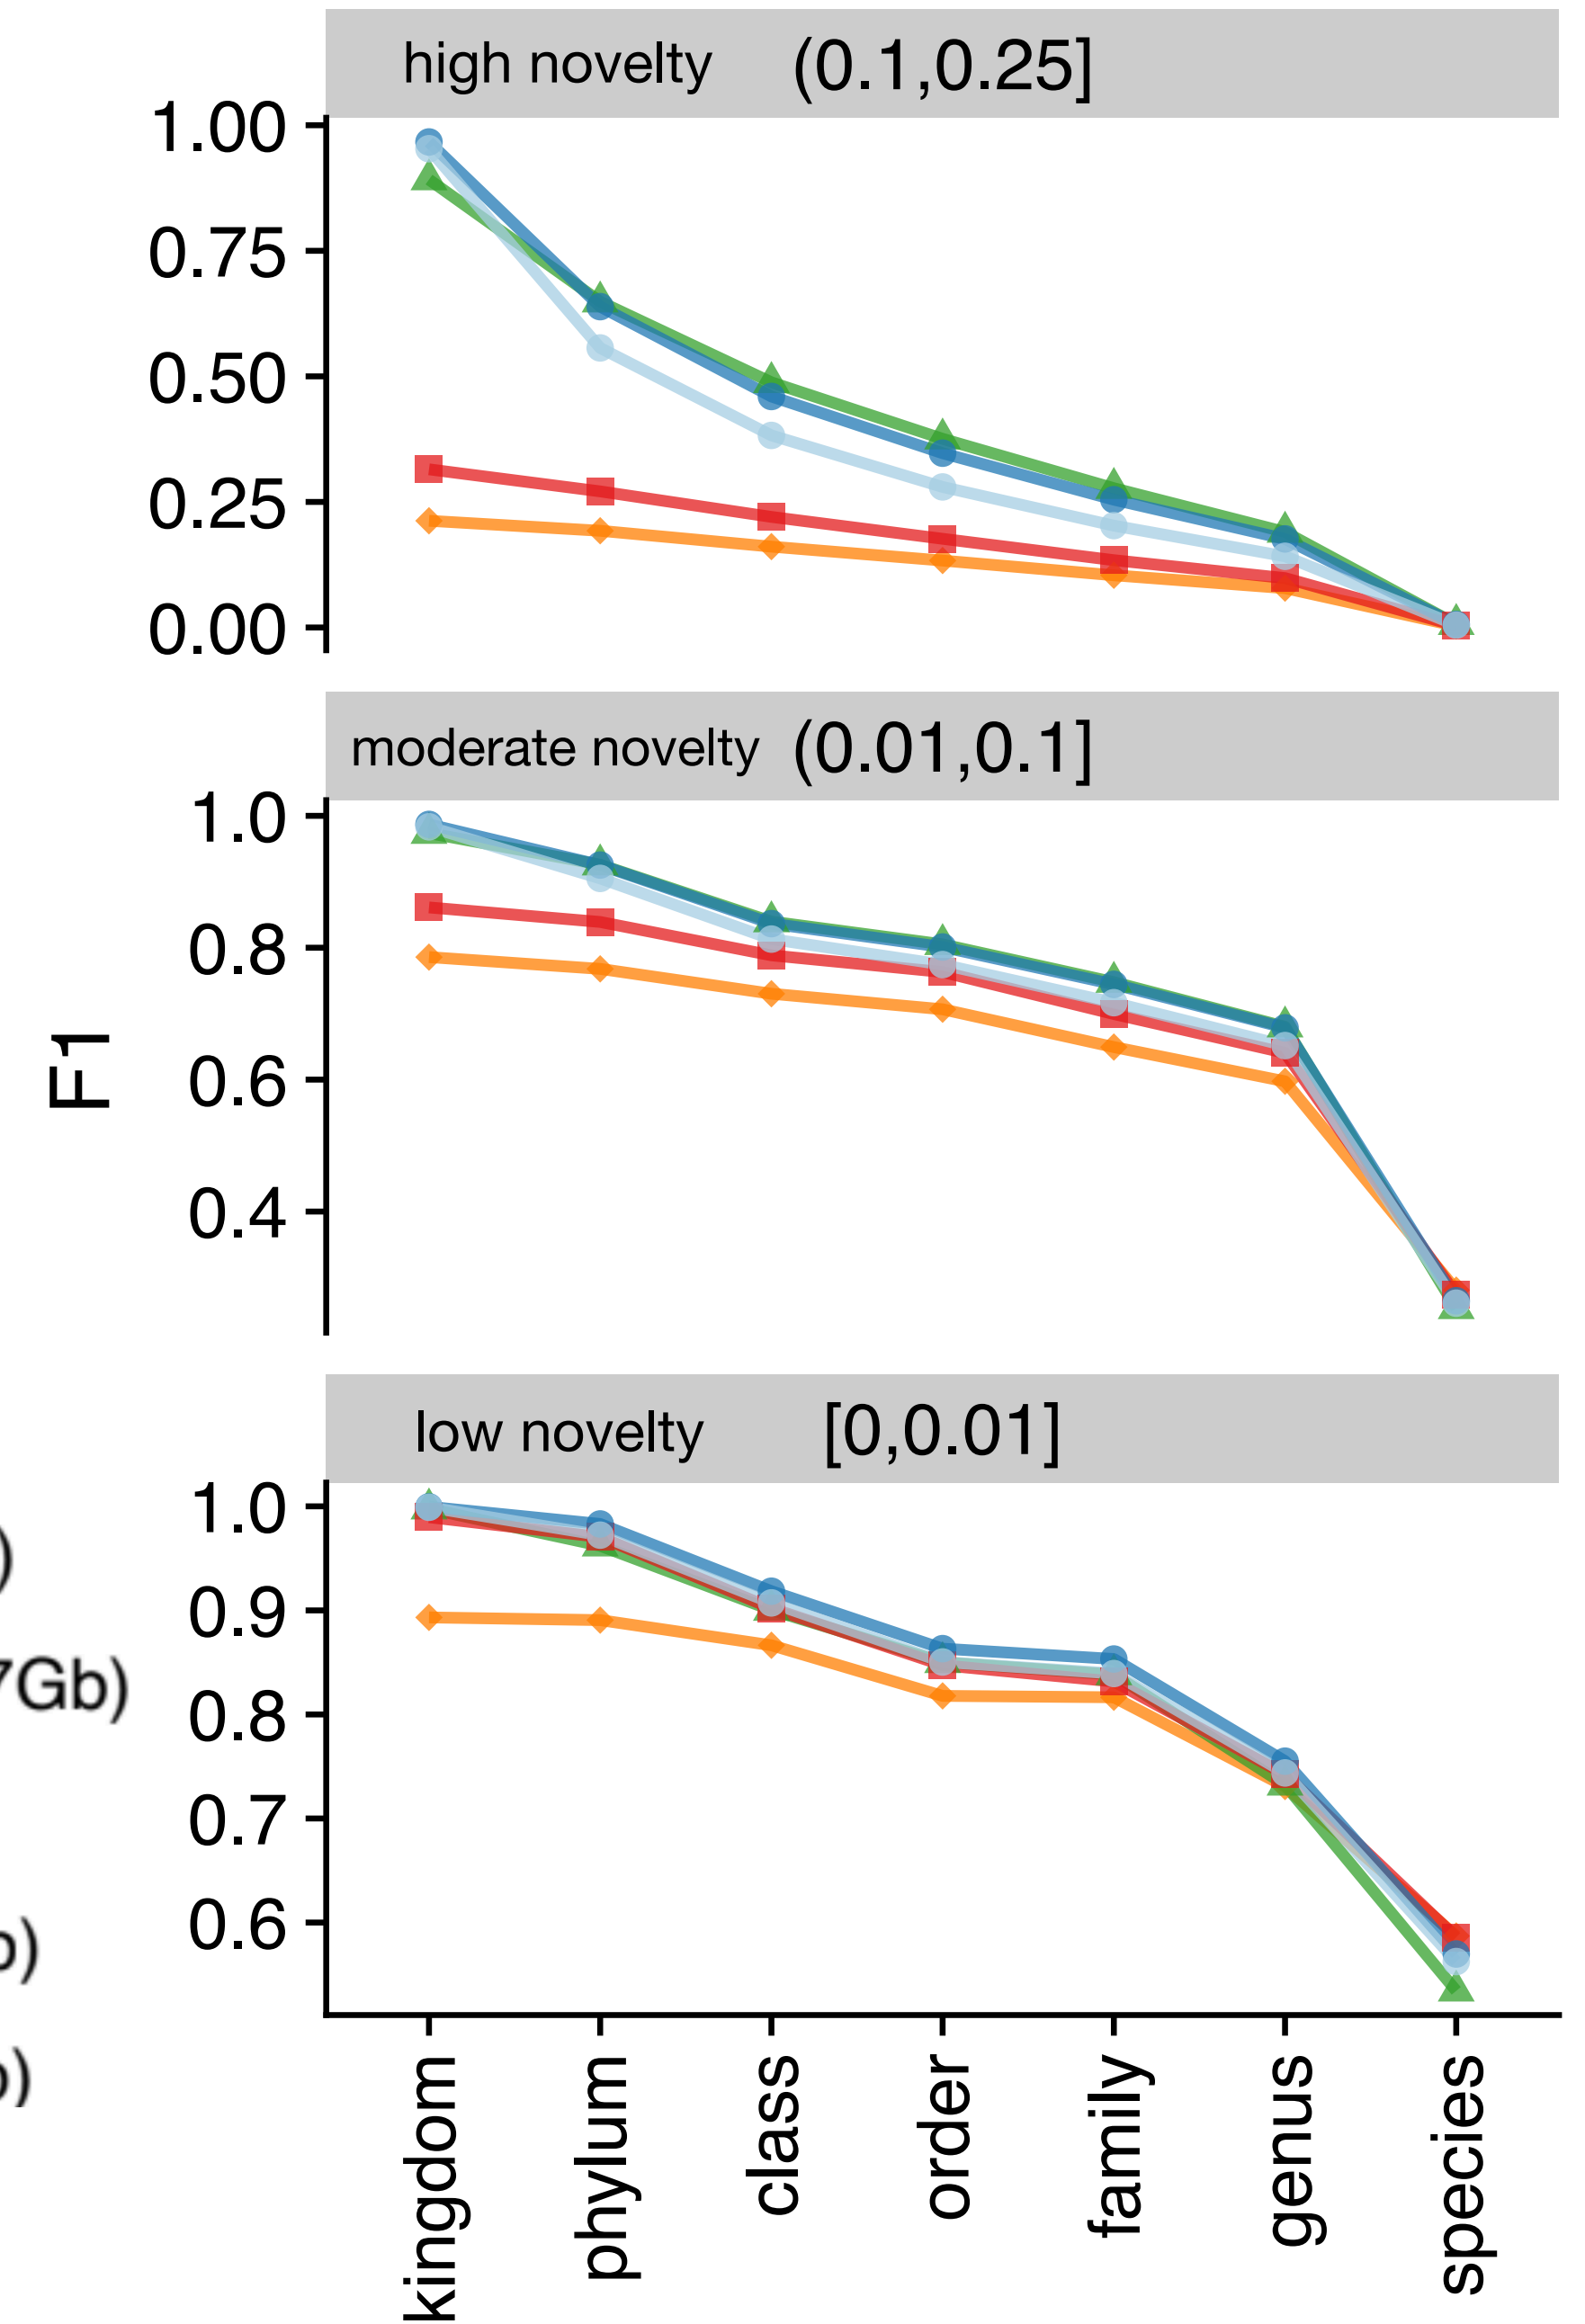 high novelty (0.1,0.25]
1.00
0.75
0.50
0.25
0.00
moderate novelty (0.01,0.1]
1.0
0.8
0.6
0.4
F1
low novelty [0,0.01]
1.0
0.9
0.8
0.7
0.6
)
7Gb)
)
)
kingdom
phylum
class
order
family
genus
species